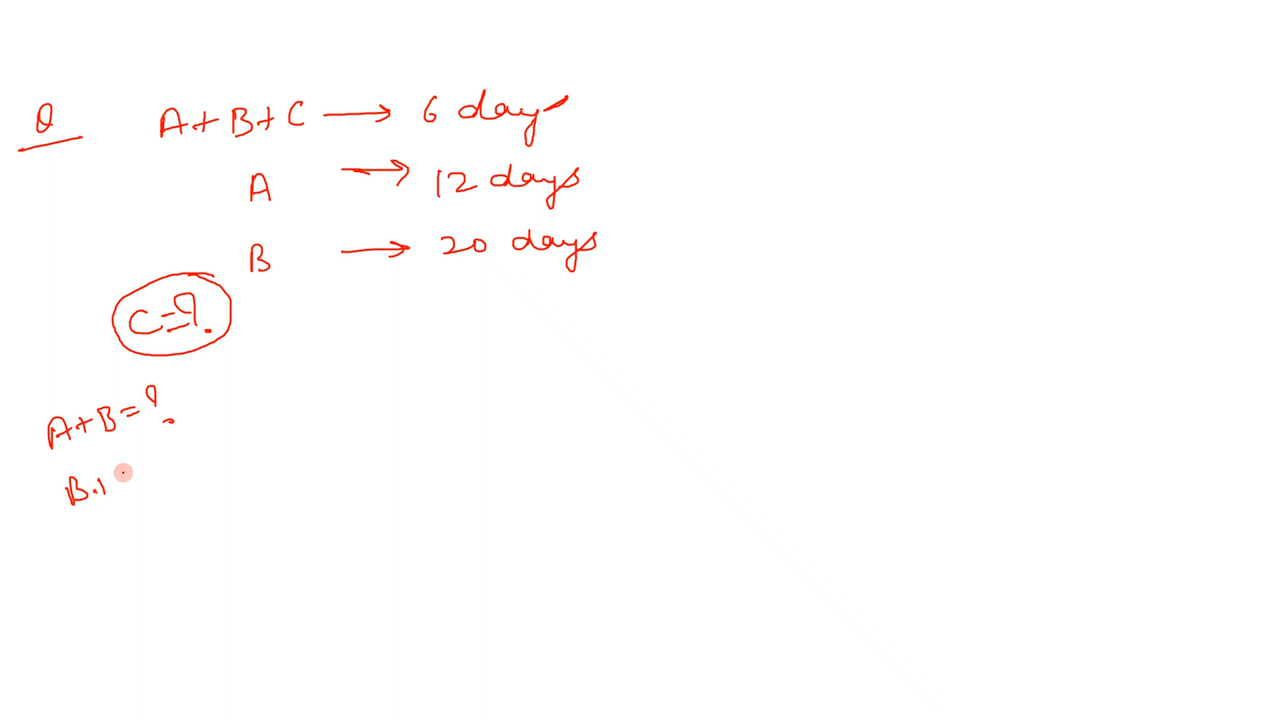 Q A+B+C → 6 days
A → 12 days
B → 20 days
C=?.
A+B=?
B.